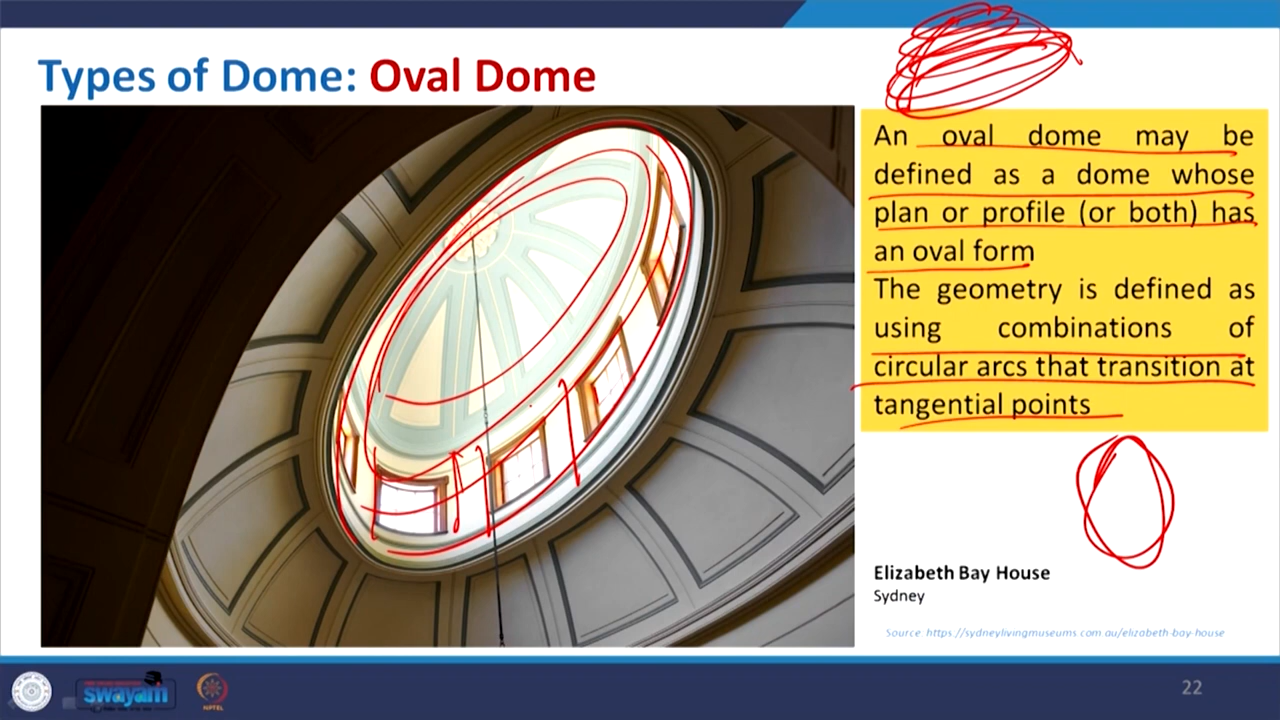 Types of Dome: Oval Dome
An oval dome may be
defined as a dome whose
plan or profile (or both) has
an oval form
The geometry is defined as
using combinations of
circular arcs that transition at
tangential points
Elizabeth Bay House
Sydney
Source https://sydneylivingmuseums.com.au/elizabeth-bay-house
swayam
NPTEL
22